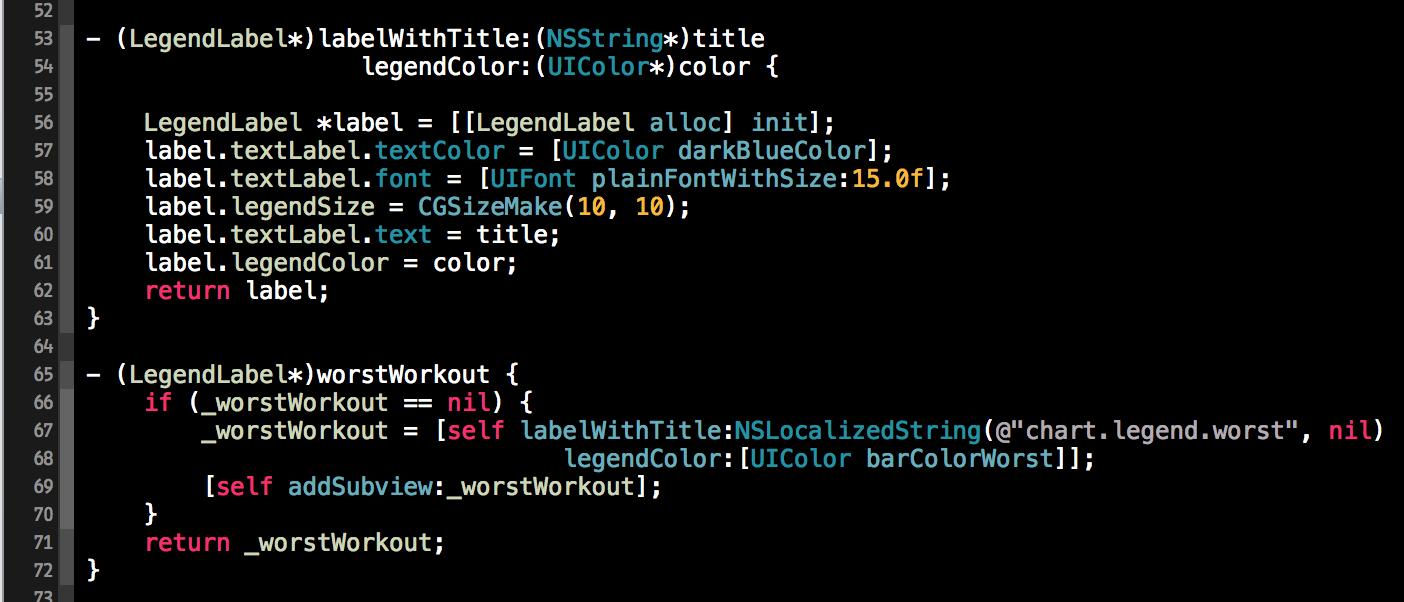 52
53 - (LegendLabel*)labelWithTitle:(NSString*)title
54                    legendColor:(UIColor*)color {
55
56     LegendLabel *label = [[LegendLabel alloc] init];
57     label.textLabel.textColor = [UIColor darkBlueColor];
58     label.textLabel.font = [UIFont plainFontWithSize:15.0f];
59     label.legendSize = CGSizeMake(10, 10);
60     label.textLabel.text = title;
61     label.legendColor = color;
62     return label;
63 }
64
65 - (LegendLabel*)worstWorkout {
66     if (_worstWorkout == nil) {
67         _worstWorkout = [self labelWithTitle:NSLocalizedString(@"chart.legend.worst", nil)
68                                  legendColor:[UIColor barColorWorst]];
69         [self addSubview:_worstWorkout];
70     }
71     return _worstWorkout;
72 }
73